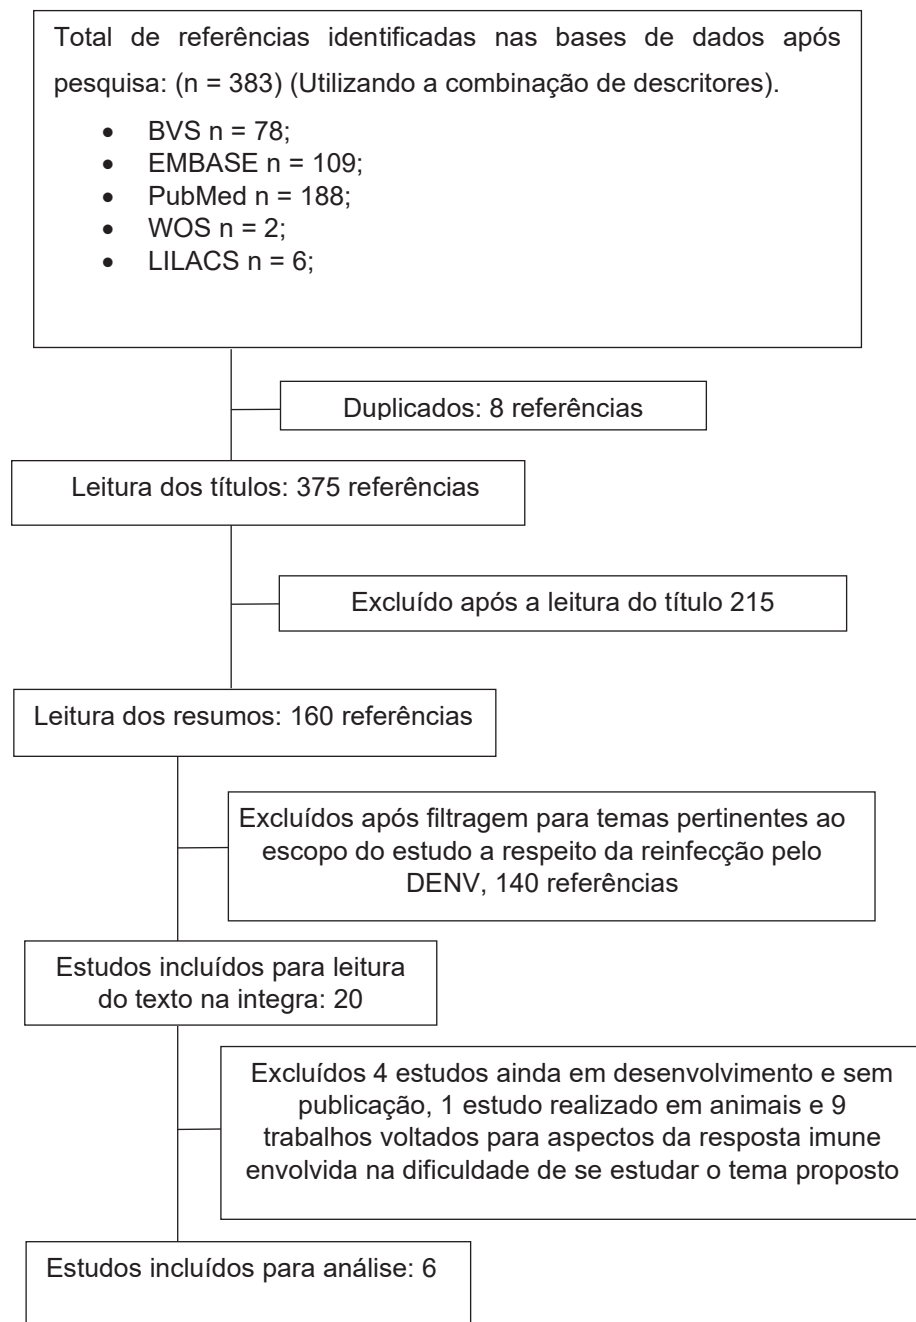 Total de referências identificadas nas bases de dados após
pesquisa: (n = 383) (Utilizando a combinação de descritores).
• BVS n = 78;
• EMBASE n = 109;
• PubMed n = 188;
• WOS n = 2;
• LILACS n = 6;
Duplicados: 8 referências
Leitura dos títulos: 375 referências
Excluído após a leitura do título 215
Leitura dos resumos: 160 referências
Excluídos após filtragem para temas pertinentes ao
escopo do estudo a respeito da reinfecção pelo
DENV, 140 referências
Estudos incluídos para leitura
do texto na integra: 20
Excluídos 4 estudos ainda em desenvolvimento e sem
publicação, 1 estudo realizado em animais e 9
trabalhos voltados para aspectos da resposta imune
envolvida na dificuldade de se estudar o tema proposto
Estudos incluídos para análise: 6